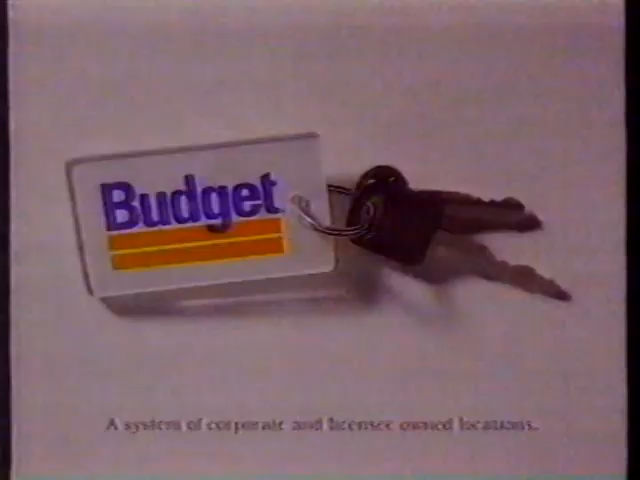 Budget
A system of corporate and licensee owned locations.